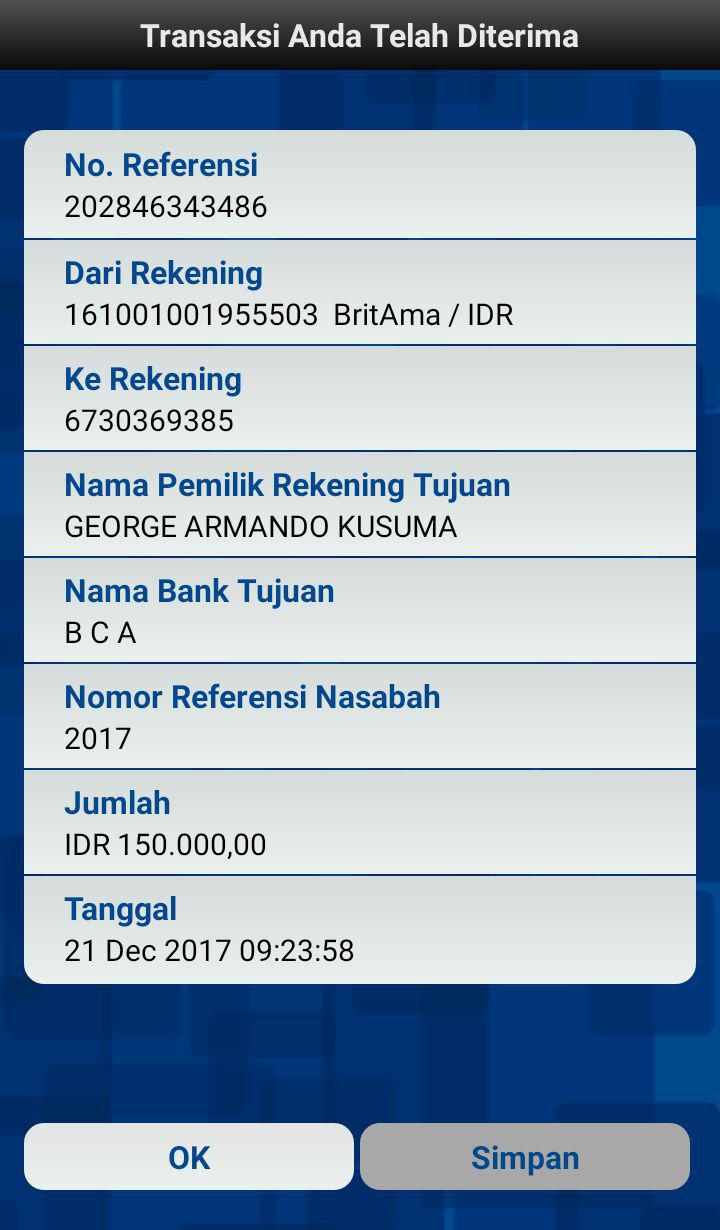 Transaksi Anda Telah Diterima
No. Referensi
202846343486
Dari Rekening
161001001955503  BritAma / IDR
Ke Rekening
6730369385
Nama Pemilik Rekening Tujuan
GEORGE ARMANDO KUSUMA
Nama Bank Tujuan
B C A
Nomor Referensi Nasabah
2017
Jumlah
IDR 150.000,00
Tanggal
21 Dec 2017 09:23:58
OK
Simpan